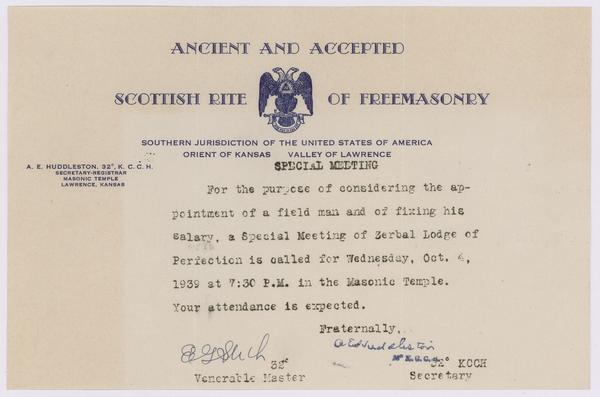 ANCIENT AND ACCEPTED
SCOTTISH RITE OF FREEMASONRY
SOUTHERN JURISDICTION OF THE UNITED STATES OF AMERICA
ORIENT OF KANSAS VALLEY OF LAWRENCE
A. E. HUDDLESTON, 32°, K. C. C. H.
SECRETARY-REGISTRAR
MASONIC TEMPLE
LAWRENCE, KANSAS
SPECIAL MEETING
For the purpose of considering the ap-
pointment of a field man and of fixing his
salary, a Special Meeting of Zerbal Lodge of
Perfection is called for Wednesday, Oct. 4,
1939 at 7:30 P.M. in the Masonic Temple.
Your attendance is expected.
Fraternally,
A E Huddleston
32° 32° KCCH
Venerable Master Secretary